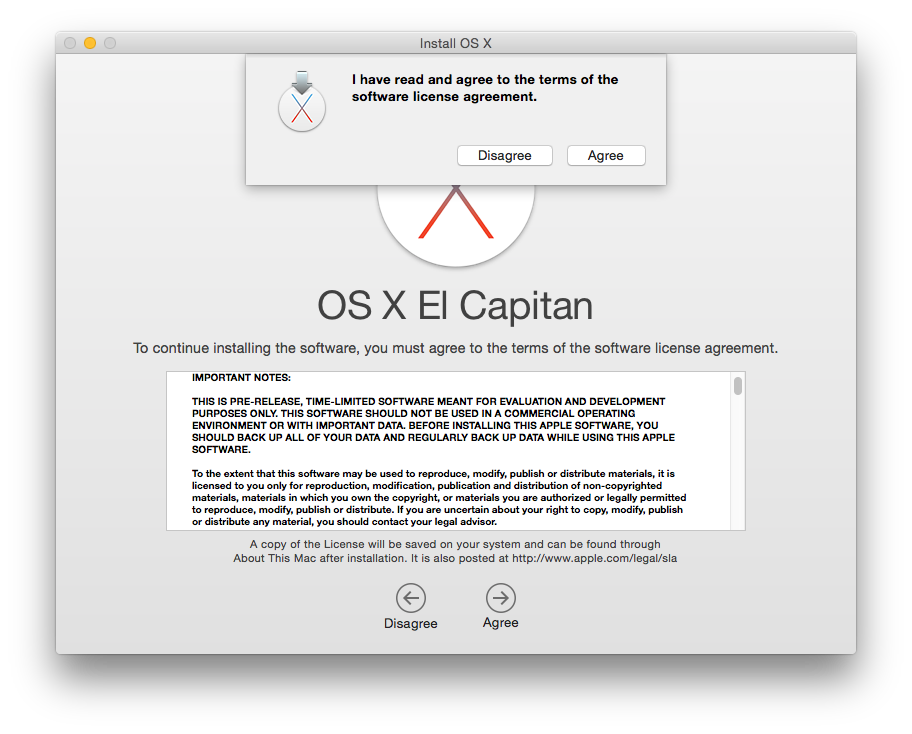 Install OS X
I have read and agree to the terms of the
software license agreement.
Disagree
Agree
OS X El Capitan
To continue installing the software, you must agree to the terms of the software license agreement.
IMPORTANT NOTES:
THIS IS PRE-RELEASE, TIME-LIMITED SOFTWARE MEANT FOR EVALUATION AND DEVELOPMENT
PURPOSES ONLY. THIS SOFTWARE SHOULD NOT BE USED IN A COMMERCIAL OPERATING
ENVIRONMENT OR WITH IMPORTANT DATA. BEFORE INSTALLING THIS APPLE SOFTWARE, YOU
SHOULD BACK UP ALL OF YOUR DATA AND REGULARLY BACK UP DATA WHILE USING THIS APPLE
SOFTWARE.
To the extent that this software may be used to reproduce, modify, publish or distribute materials, it is
licensed to you only for reproduction, modification, publication and distribution of non-copyrighted
materials, materials in which you own the copyright, or materials you are authorized or legally permitted
to reproduce, modify, publish or distribute. If you are uncertain about your right to copy, modify, publish
or distribute any material, you should contact your legal advisor.
A copy of the License will be saved on your system and can be found through
About This Mac after installation. It is also posted at http://www.apple.com/legal/sla
Disagree
Agree